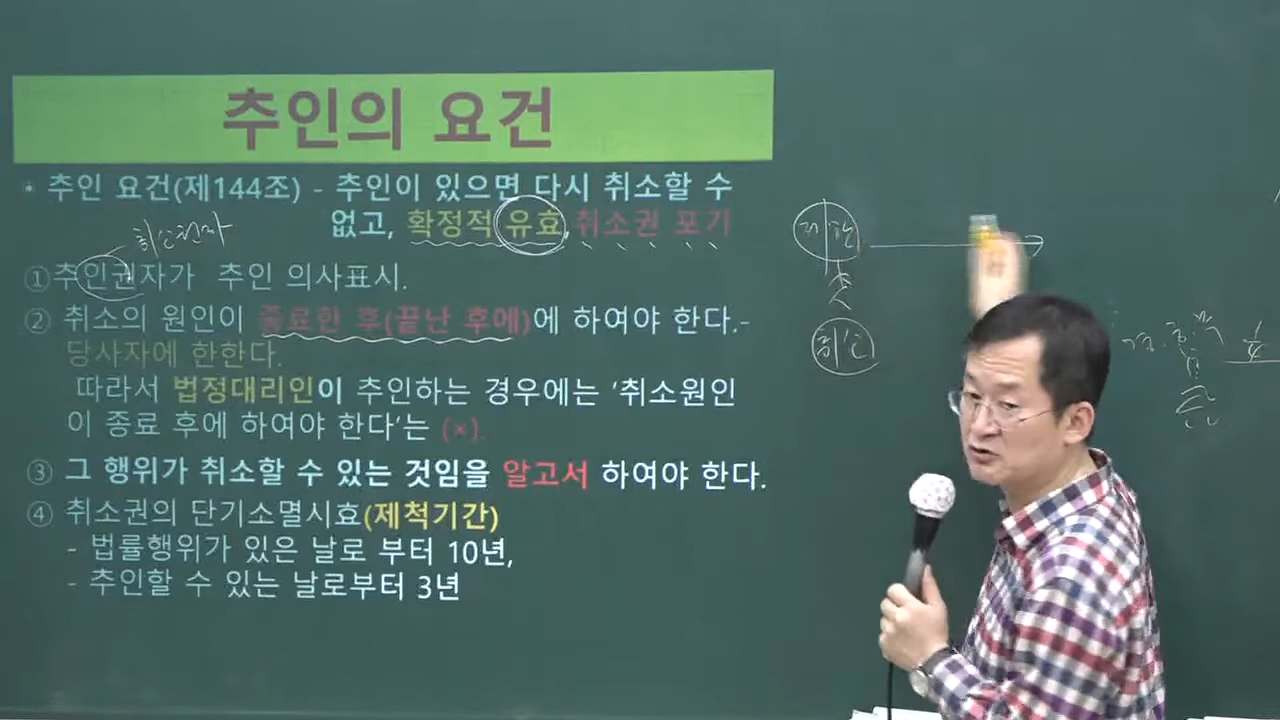 추인의 요건
• 추인 요건(제144조) - 추인이 있으면 다시 취소할 수
없고, 확정적 유효, 취소권 포기
취소권자
①추인권자가 추인 의사표시.
② 취소의 원인이 종료한 후(끝난 후에)에 하여야 한다.-
당사자에 한한다.
따라서 법정대리인이 추인하는 경우에는 '취소원인
이 종료 후에 하여야 한다'는 (×).
③ 그 행위가 취소할 수 있는 것임을 알고서 하여야 한다.
④ 취소권의 단기소멸시효(제척기간)
- 법률행위가 있은 날로 부터 10년,
- 추인할 수 있는 날로부터 3년
제한
취소